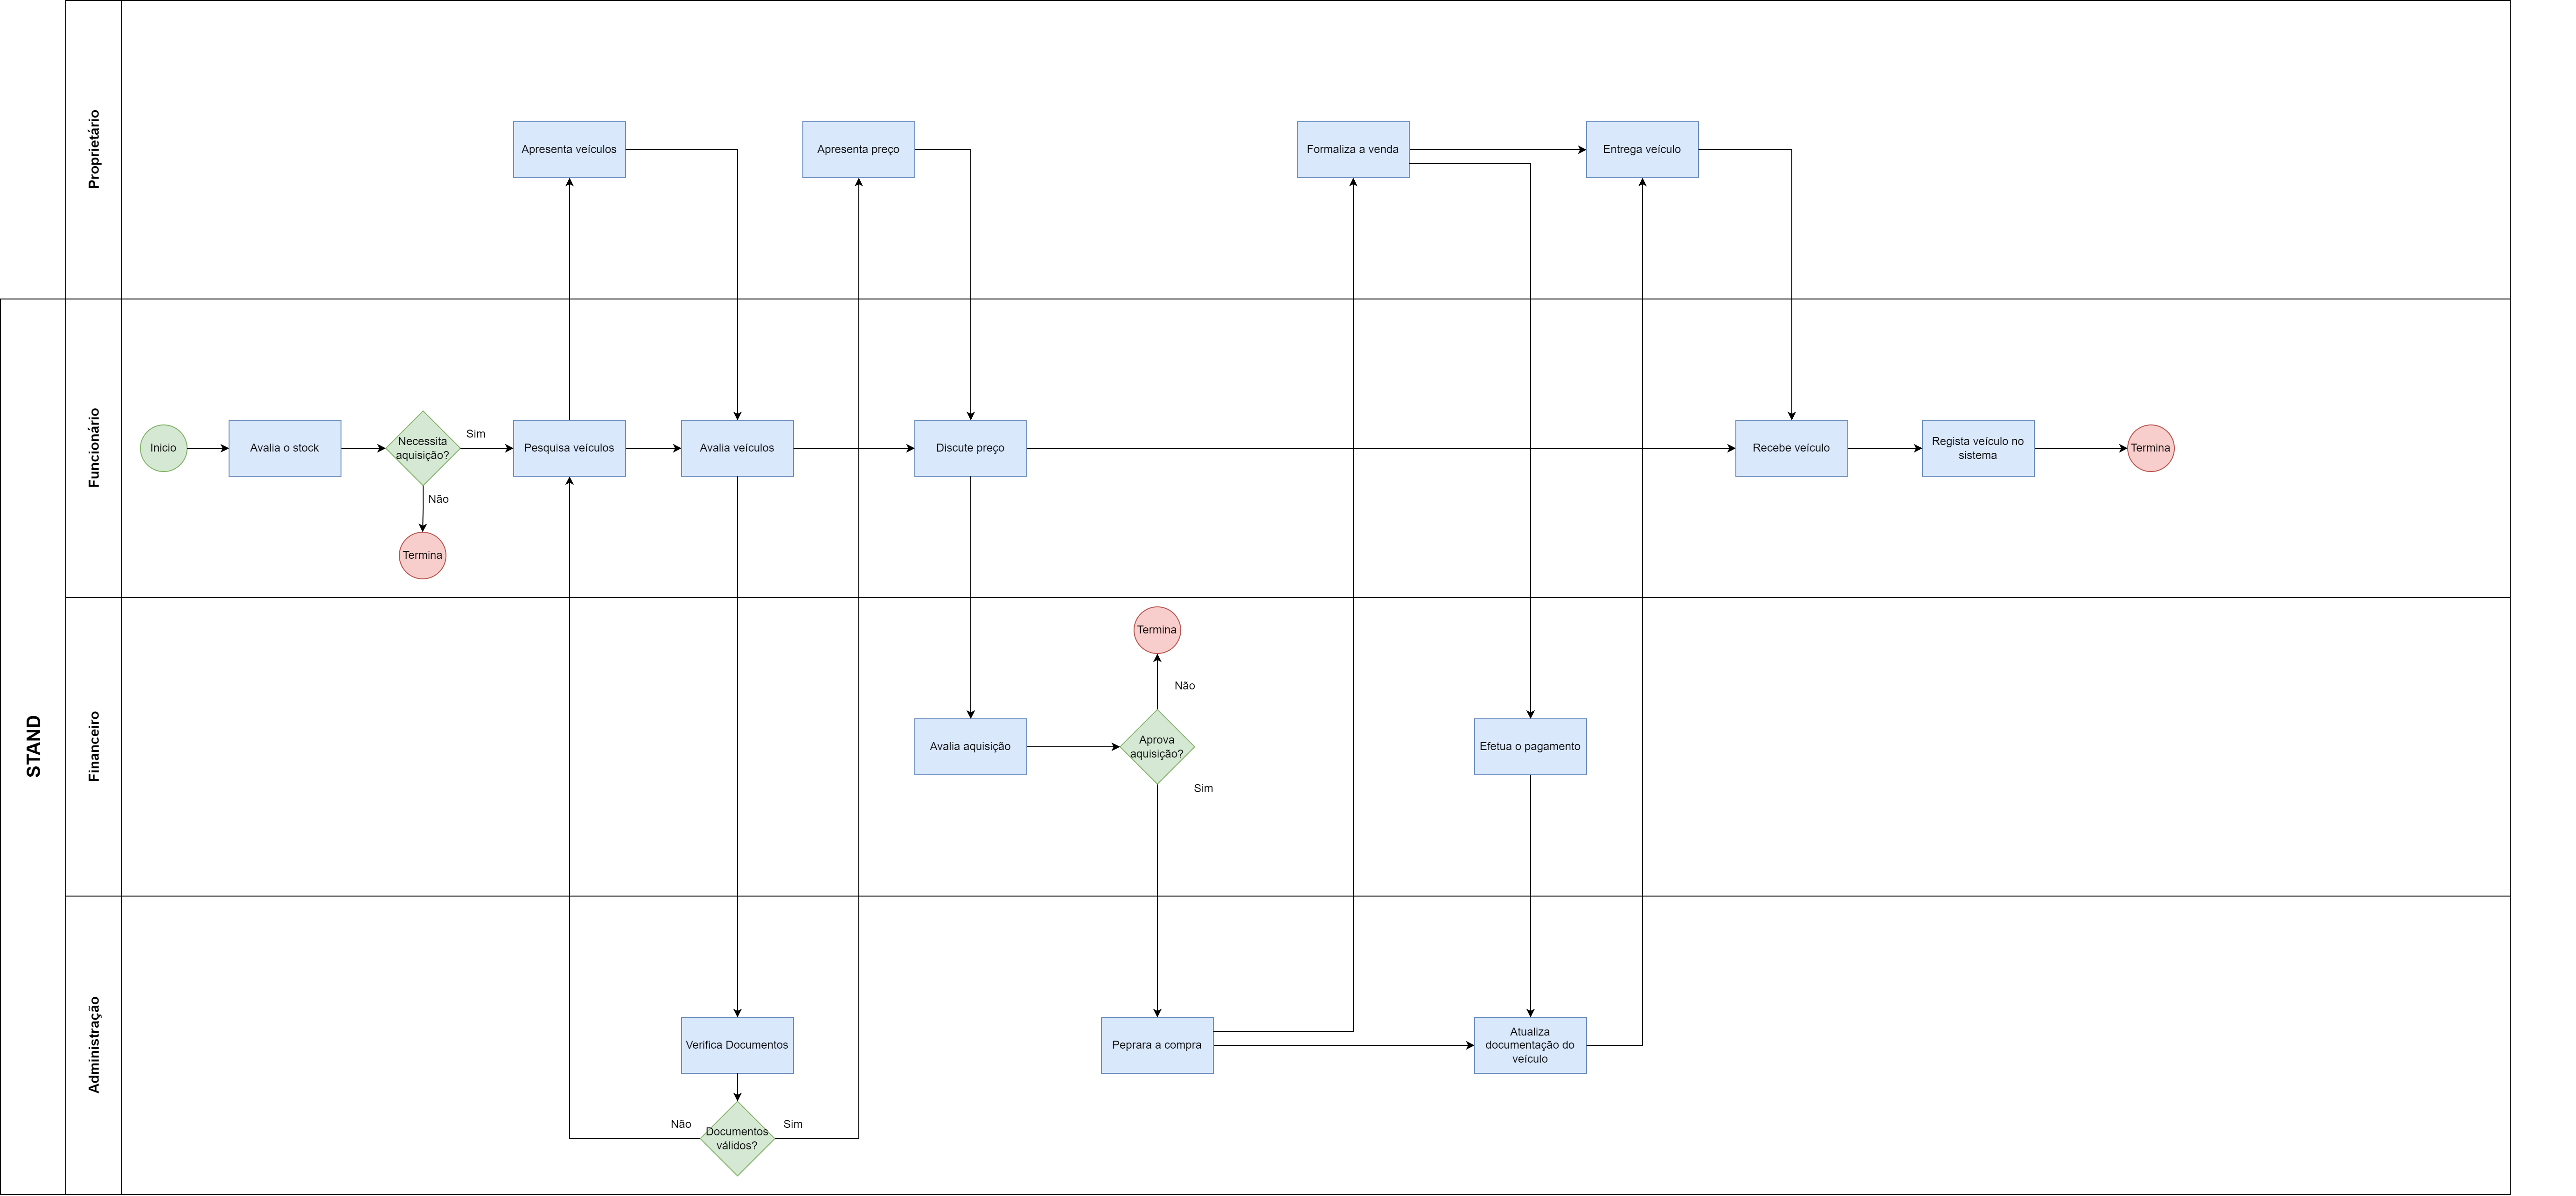 Proprietário
Apresenta veículos
Apresenta preço
Formaliza a venda
Entrega veículo
STAND
Funcionário
Inicio
Avalia o stock
Necessita
aquisição?
Sim
Não
Termina
Pesquisa veículos
Avalia veículos
Discute preço
Recebe veículo
Regista veículo no
sistema
Termina
Financeiro
Termina
Não
Avalia aquisição
Aprova
aquisição?
Sim
Efetua o pagamento
Administração
Verifica Documentos
Não
Documentos
válidos?
Sim
Peprara a compra
Atualiza
documentação do
veículo